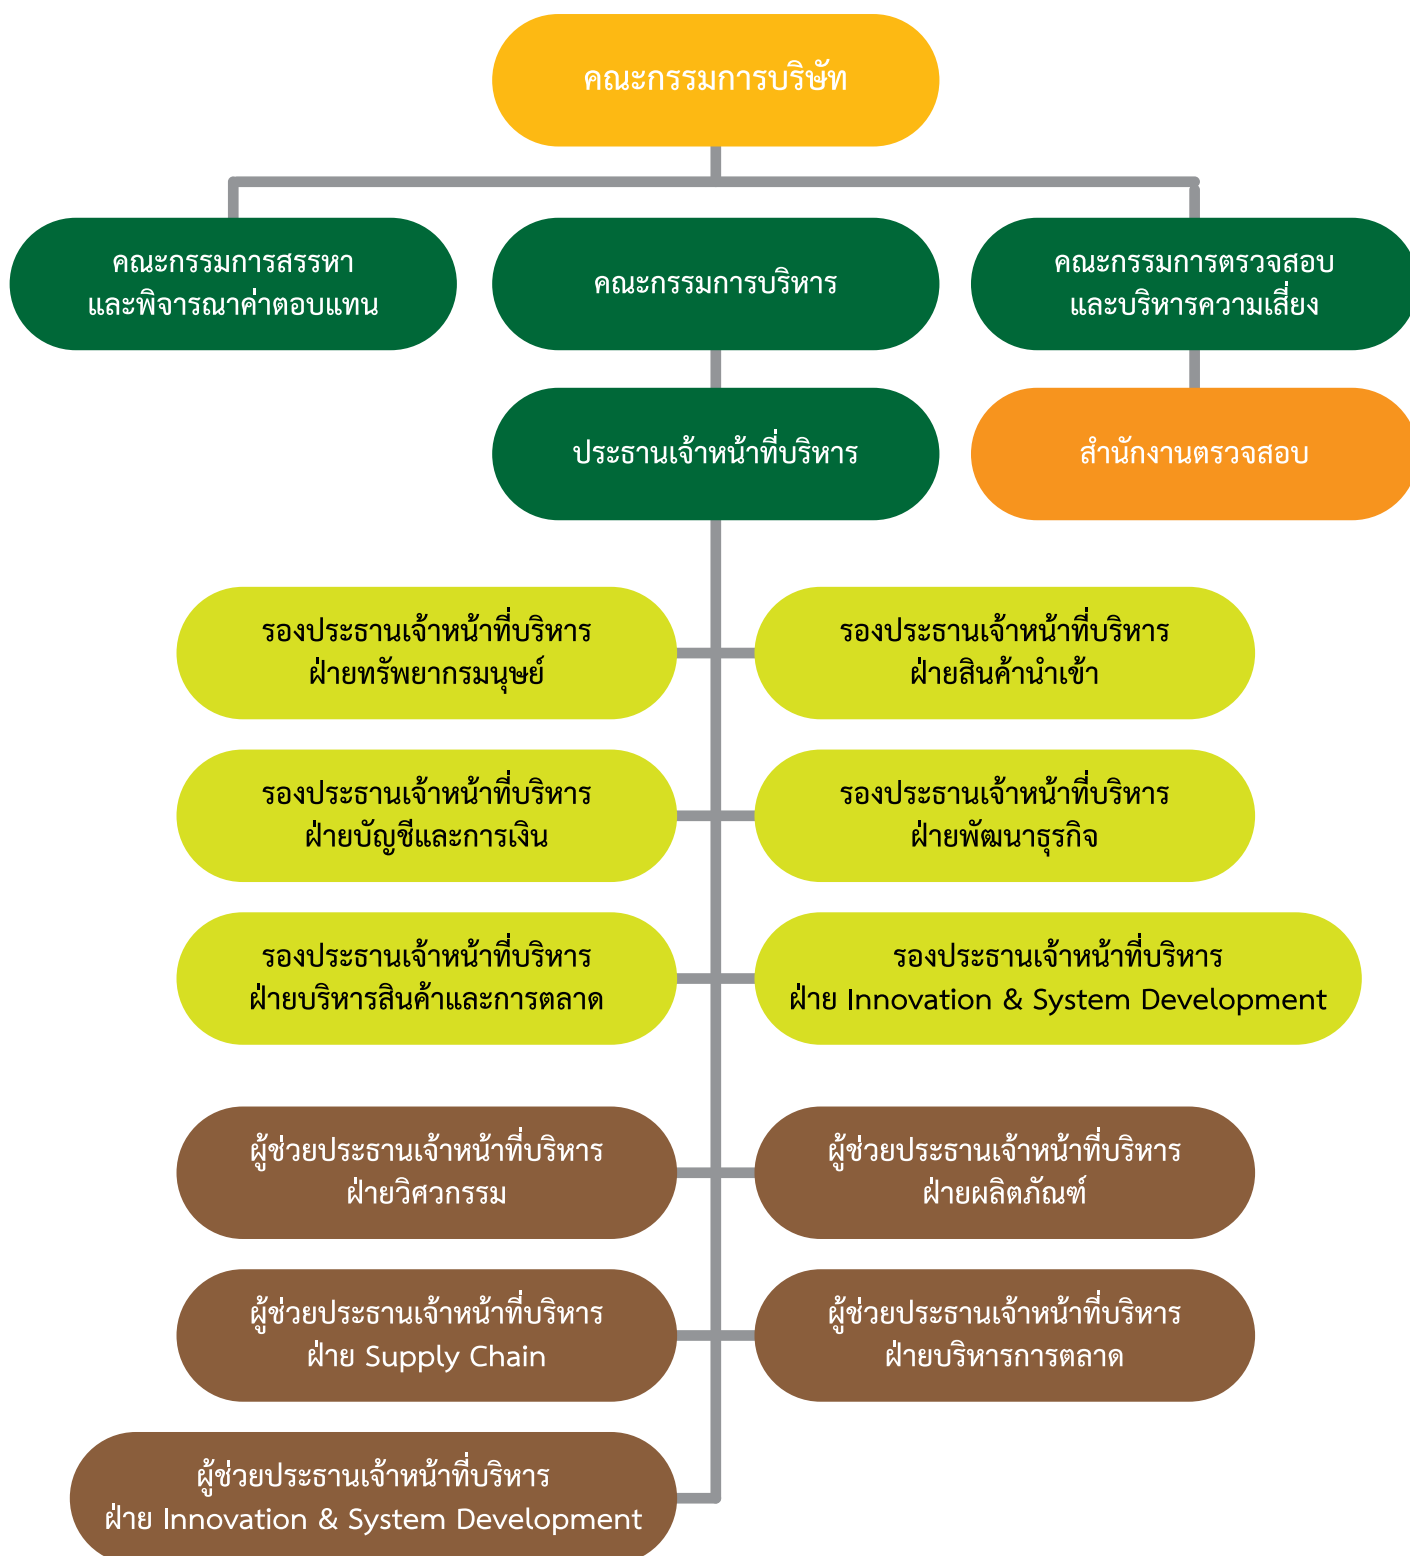 คณะกรรมการบริษัท
คณะกรรมการสรรหา
และพิจารณาค่าตอบแทน
คณะกรรมการบริหาร
คณะกรรมการตรวจสอบ
และบริหารความเสี่ยง
ประธานเจ้าหน้าที่บริหาร
สำนักงานตรวจสอบ
รองประธานเจ้าหน้าที่บริหาร
ฝ่ายทรัพยากรมนุษย์
รองประธานเจ้าหน้าที่บริหาร
ฝ่ายสินค้านำเข้า
รองประธานเจ้าหน้าที่บริหาร
ฝ่ายบัญชีและการเงิน
รองประธานเจ้าหน้าที่บริหาร
ฝ่ายพัฒนาธุรกิจ
รองประธานเจ้าหน้าที่บริหาร
ฝ่ายบริหารสินค้าและการตลาด
รองประธานเจ้าหน้าที่บริหาร
ฝ่าย Innovation & System Development
ผู้ช่วยประธานเจ้าหน้าที่บริหาร
ฝ่ายวิศวกรรม
ผู้ช่วยประธานเจ้าหน้าที่บริหาร
ฝ่ายผลิตภัณฑ์
ผู้ช่วยประธานเจ้าหน้าที่บริหาร
ฝ่าย Supply Chain
ผู้ช่วยประธานเจ้าหน้าที่บริหาร
ฝ่ายบริหารการตลาด
ผู้ช่วยประธานเจ้าหน้าที่บริหาร
ฝ่าย Innovation & System Development